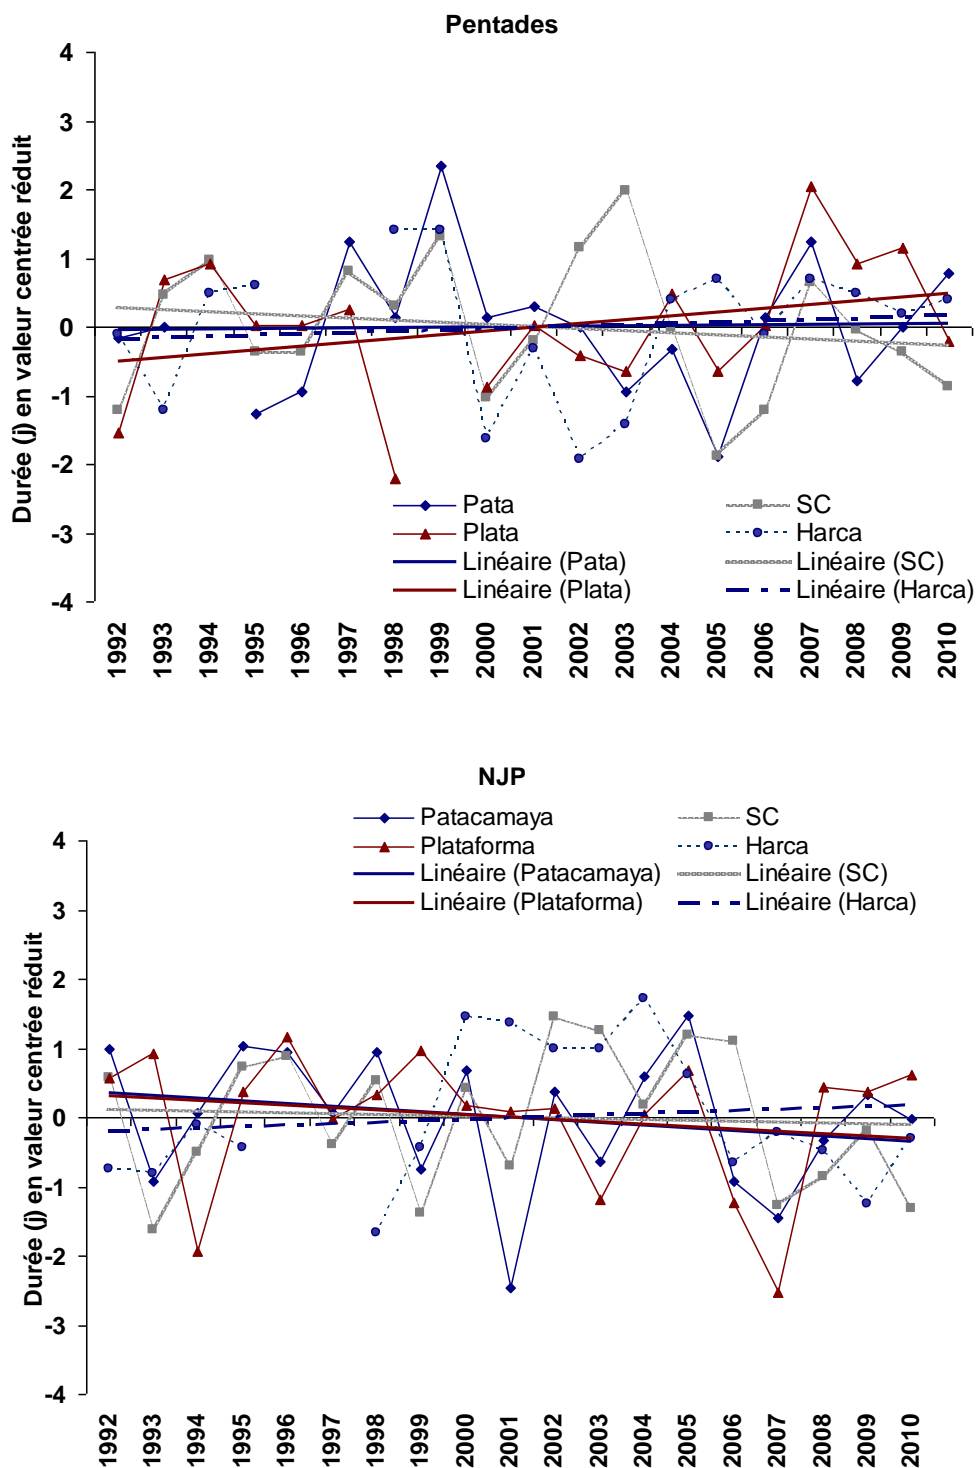 Pentades
Durée (j) en valeur centrée réduit
4
3
2
1
0
-1
-2
-3
-4
Pata
SC
Plata
Harca
Linéaire (Pata)
Linéaire (SC)
Linéaire (Plata)
Linéaire (Harca)
1992
1993
1994
1995
1996
1997
1998
1999
2000
2001
2002
2003
2004
2005
2006
2007
2008
2009
2010
NJP
Patacamaya
SC
Plataforma
Harca
Linéaire (Patacamaya)
Linéaire (SC)
Linéaire (Plataforma)
Linéaire (Harca)
Durée (j) en valeur centrée réduit
4
3
2
1
0
-1
-2
-3
-4
1992
1993
1994
1995
1996
1997
1998
1999
2000
2001
2002
2003
2004
2005
2006
2007
2008
2009
2010